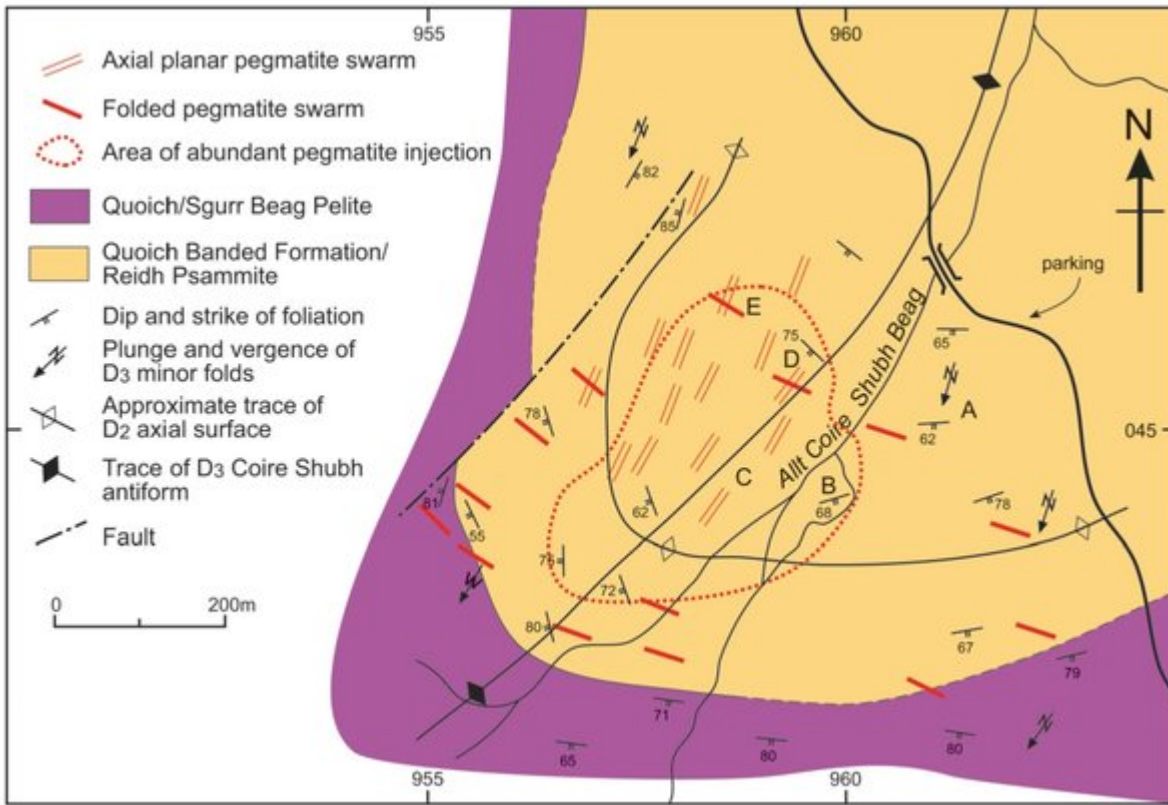 955
960
Axial planar pegmatite swarm
Folded pegmatite swarm
Area of abundant pegmatite injection
Quoich/Sgurr Beag Pelite
Quoich Banded Formation/
Reidh Psammite
Dip and strike of foliation
Plunge and vergence of
D3 minor folds
Approximate trace of
D2 axial surface
Trace of D3 Coire Shubh
antiform
Fault
0
200m
N
parking
82
85
E
75
D
65
A
62
78
045
Allt Coire Shubh Beag
C
B
68
62
78
81
55
76
72
80
67
79
71
65
80
80
955
960